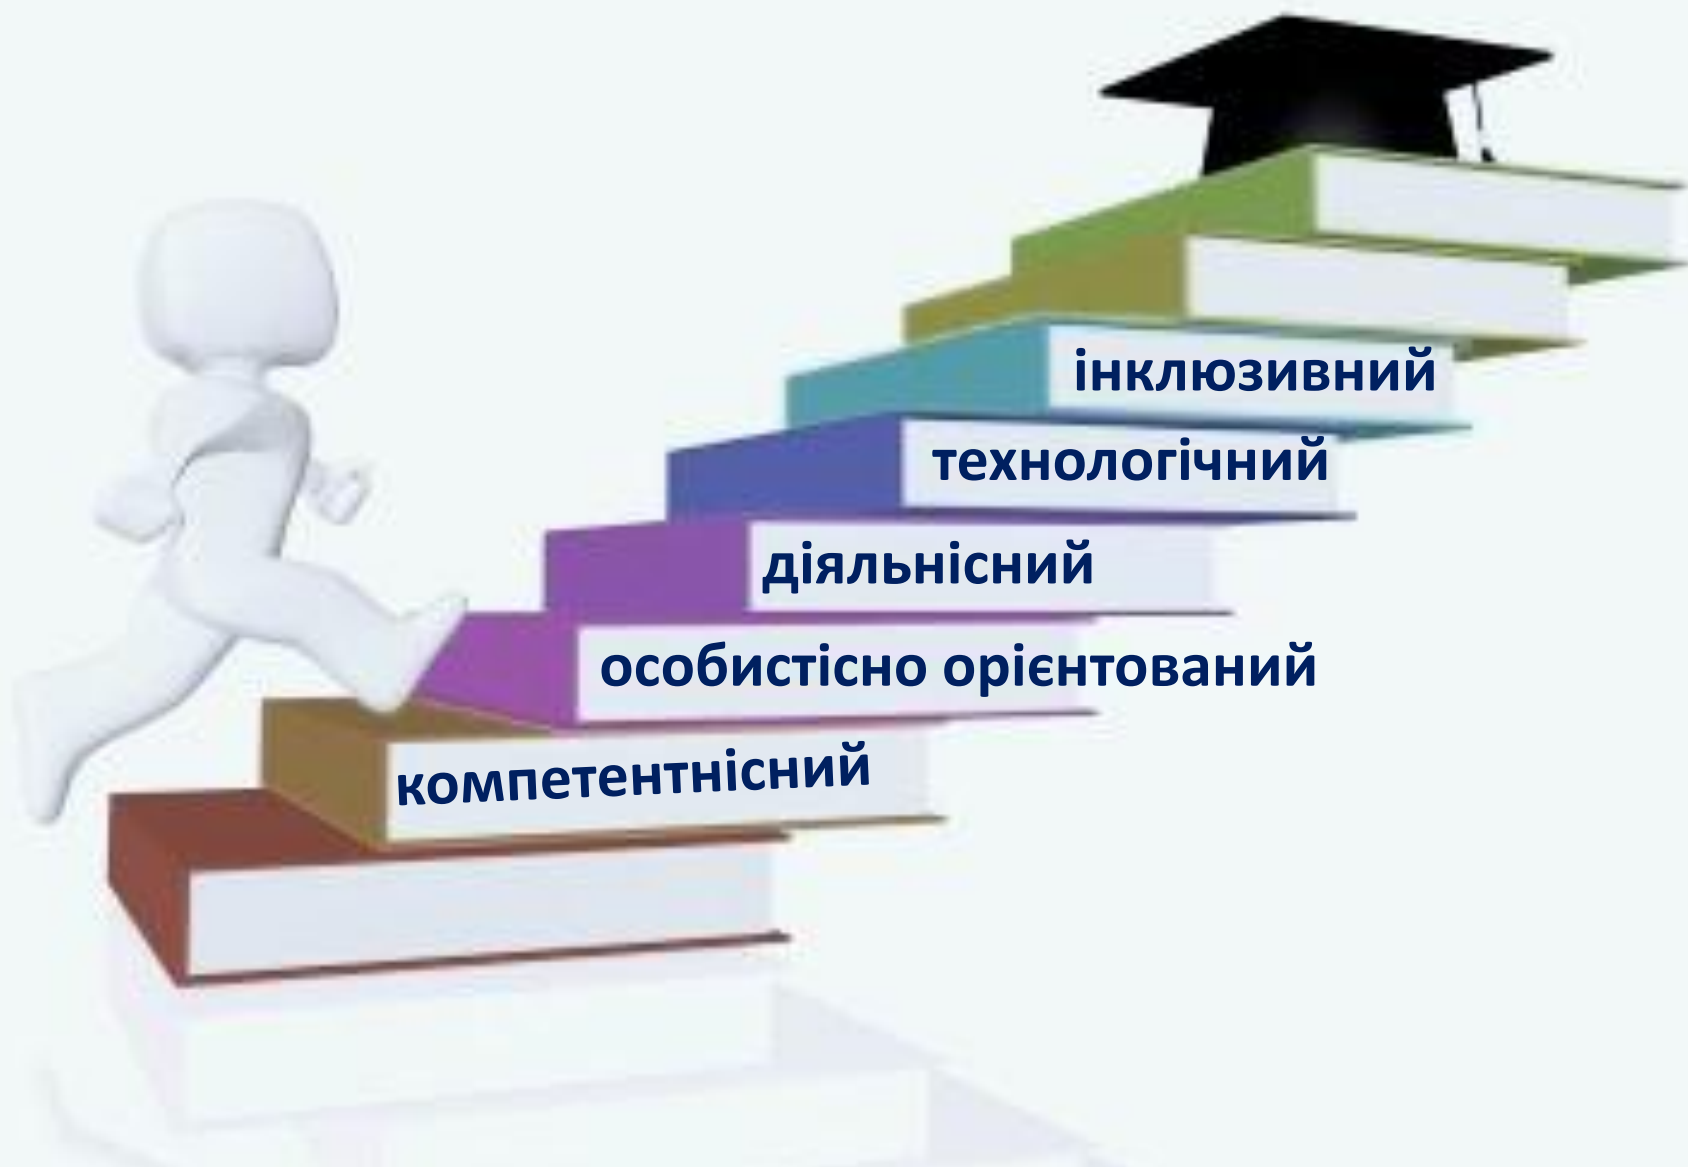 інклюзивний
технологічний
діяльнісний
особистісно орієнтований
компетентнісний